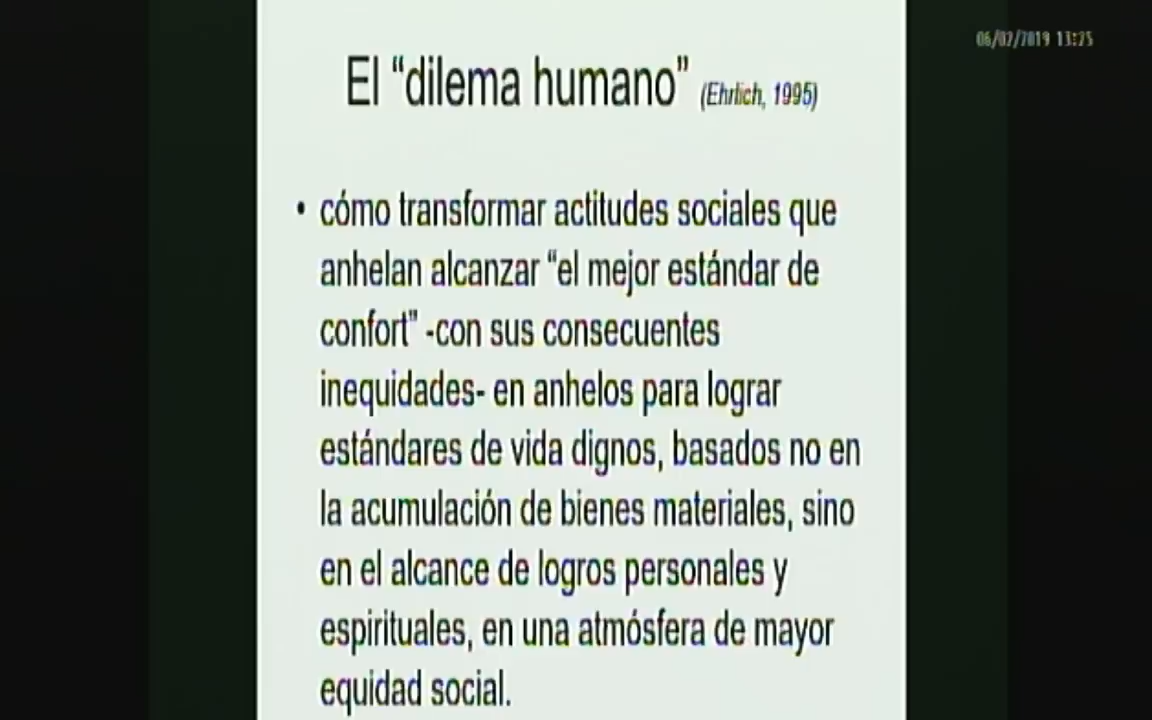 06/02/2019 13:25
El “dilema humano” (Ehrlich, 1995)
• cómo transformar actitudes sociales que
anhelan alcanzar “el mejor estándar de
confort” -con sus consecuentes
inequidades- en anhelos para lograr
estándares de vida dignos, basados no en
la acumulación de bienes materiales, sino
en el alcance de logros personales y
espirituales, en una atmósfera de mayor
equidad social.